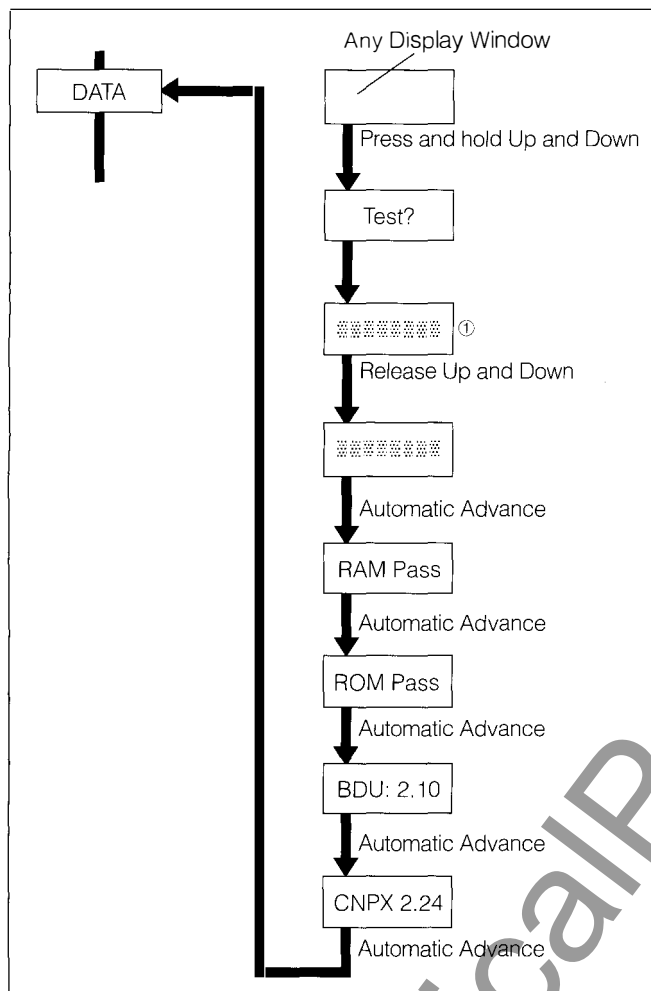 Any Display Window
DATA
Press and hold Up and Down
Test?
①
Release Up and Down
Automatic Advance
RAM Pass
Automatic Advance
ROM Pass
Automatic Advance
BDU: 2.10
Automatic Advance
CNPX 2.24
Automatic Advance